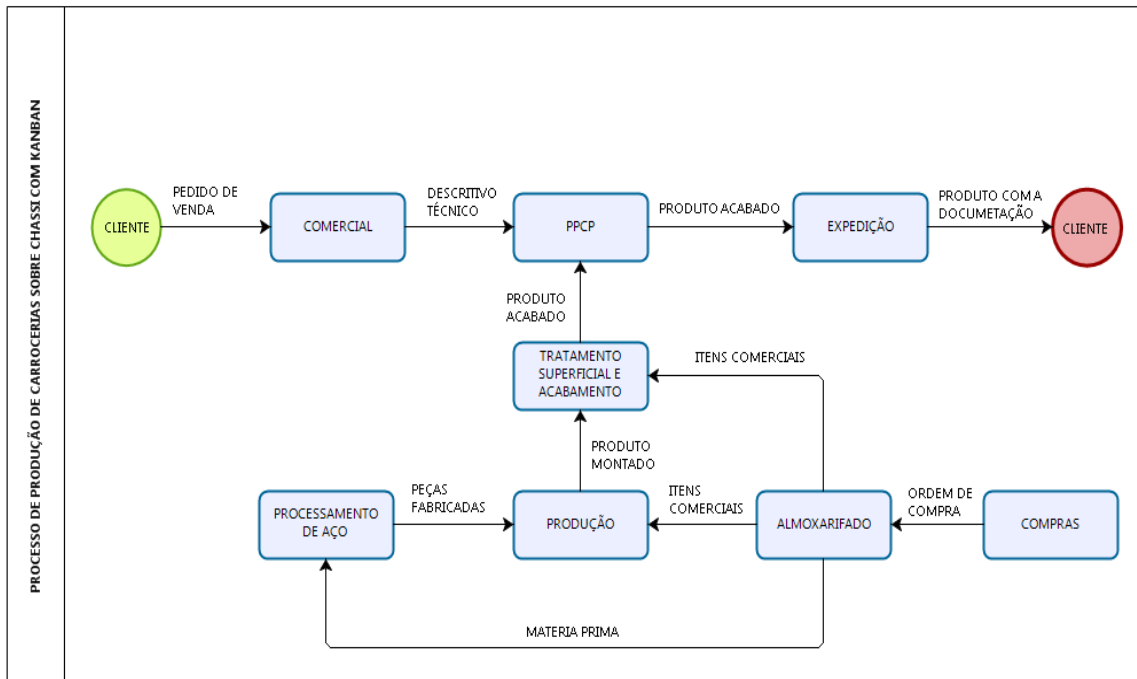 PROCESSO DE PRODUÇÃO DE CARROCERIAS SOBRE CHASSI COM KANBAN
CLIENTE
PEDIDO DE
VENDA
COMERCIAL
DESCRITIVO
TÉCNICO
PPCP
PRODUTO ACABADO
EXPEDIÇÃO
PRODUTO COM A
DOCUMETAÇÃO
CLIENTE
PRODUTO
ACABADO
TRATAMENTO
SUPERFICIAL E
ACABAMENTO
ITENS COMERCIAIS
PRODUTO
MONTADO
PROCESSAMENTO
DE AÇO
PEÇAS
FABRICADAS
PRODUÇÃO
ITENS
COMERCIAIS
ALMOXARIFADO
ORDEM DE
COMPRA
COMPRAS
MATERIA PRIMA